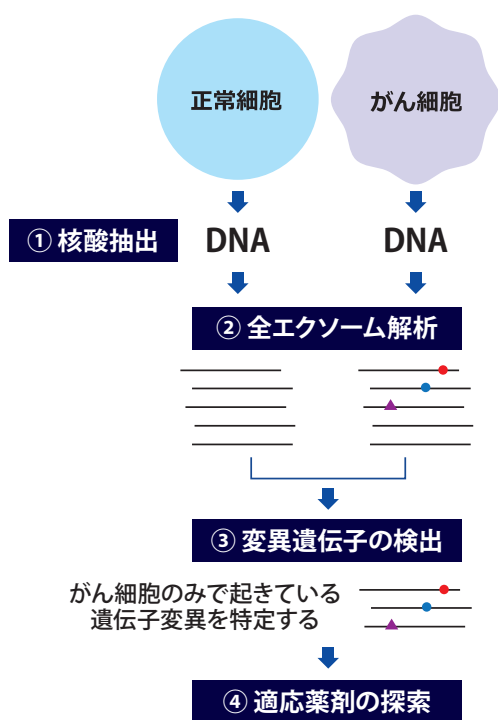 正常細胞
がん細胞
① 核酸抽出
DNA
DNA
② 全エクソーム解析
③ 変異遺伝子の検出
がん細胞のみで起きている
遺伝子変異を特定する
④ 適応薬剤の探索